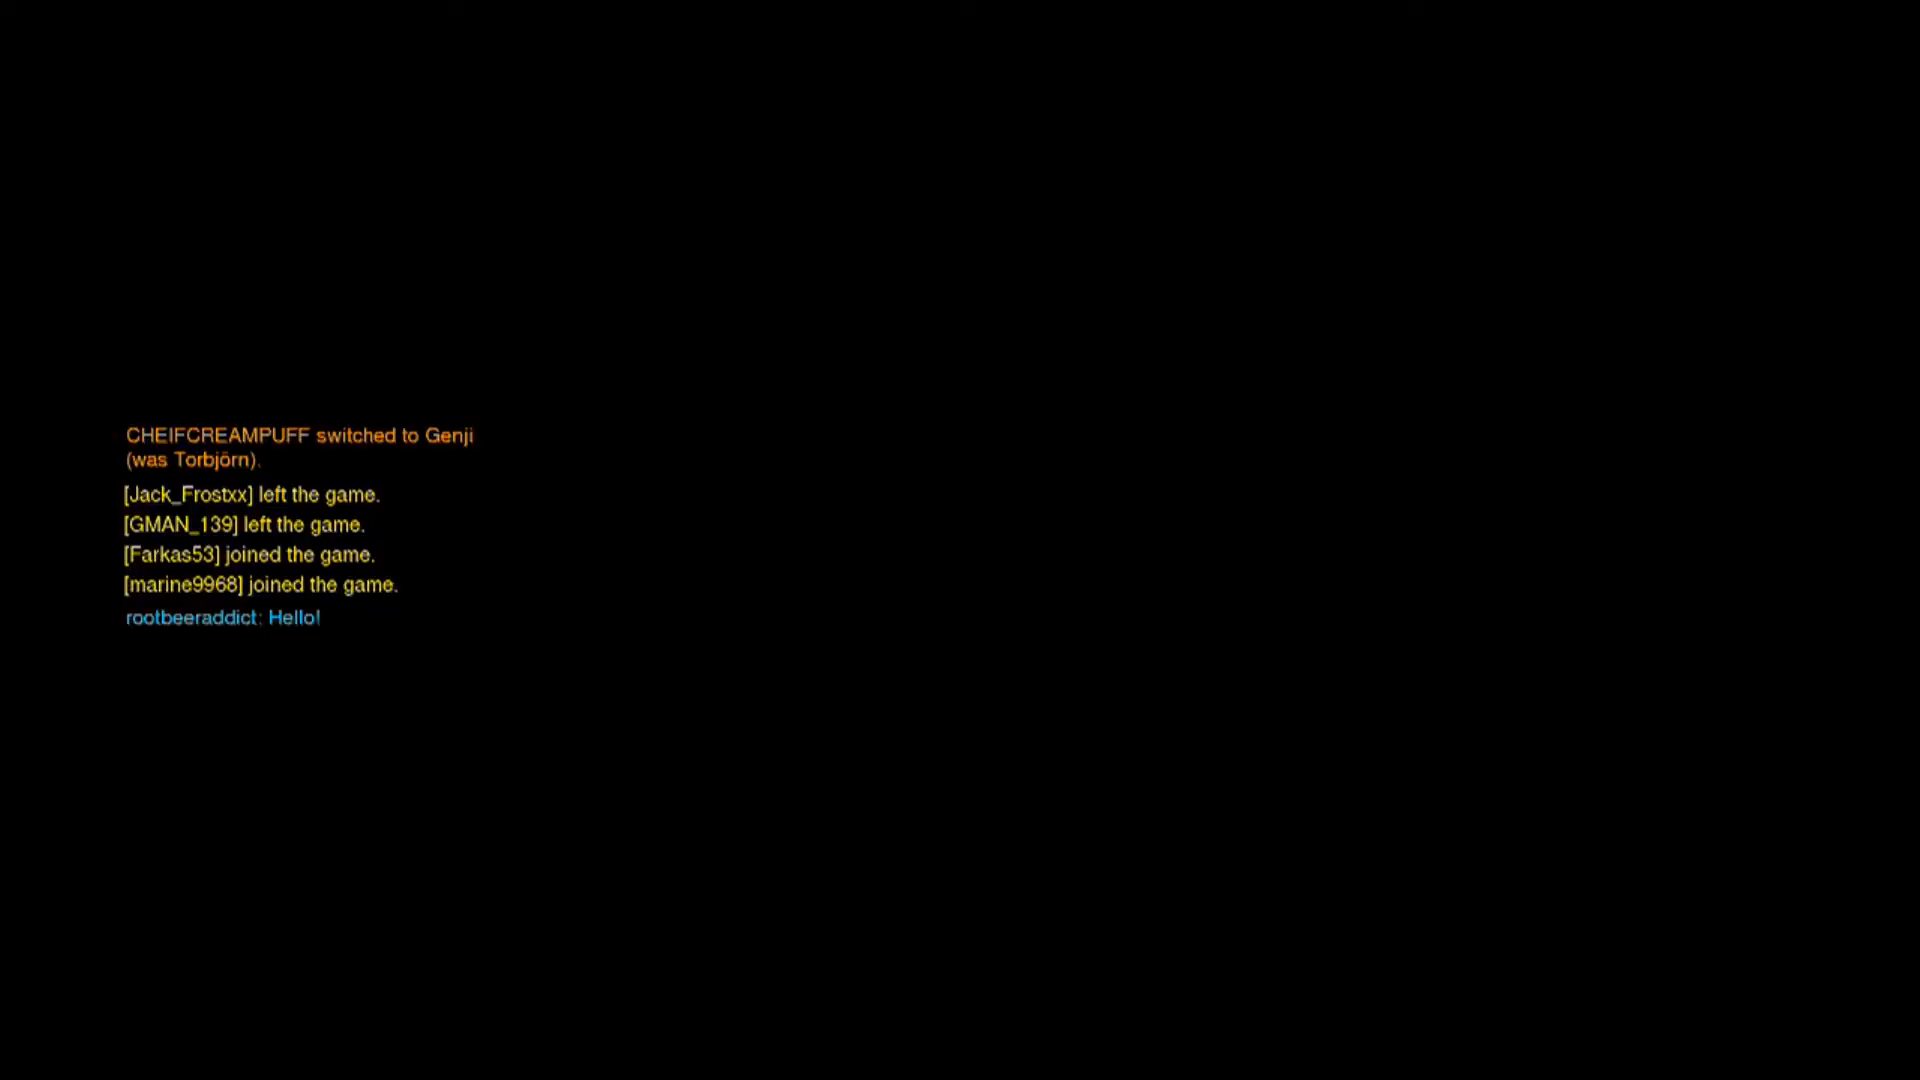 CHEIFCREAMPUFF switched to Genji
(was Torbjörn).
[Jack_Frostxx] left the game.
[GMAN_139] left the game.
[Farkas53] joined the game.
[marine9968] joined the game.
rootbeeraddict: Hello!